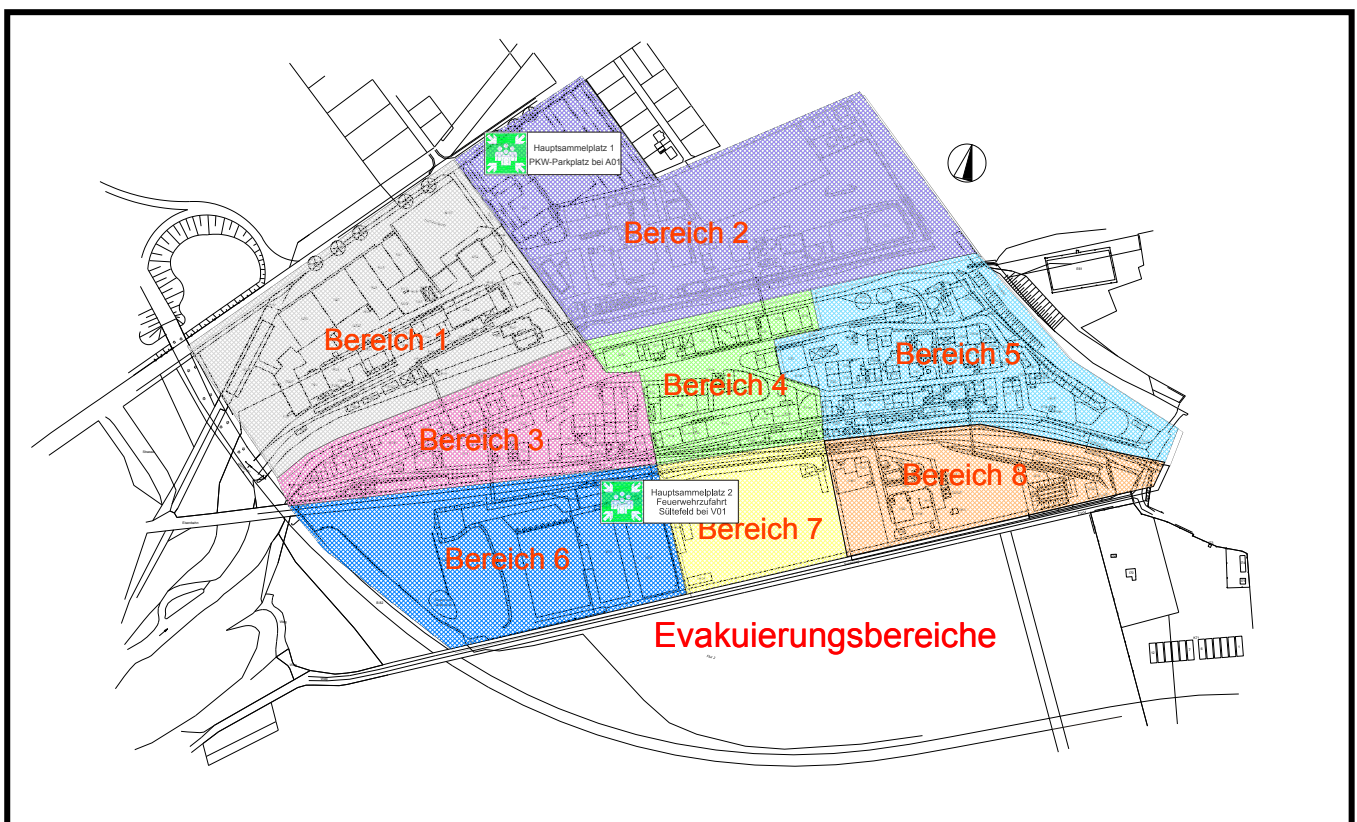 Hauptsammelplatz 1
PKW-Parkplatz bei A01
Bereich 2
Bereich 1
Bereich 5
Bereich 4
Bereich 3
Bereich 8
Hauptsammelplatz 2
Feuerwehrzufahrt
Sültefeld bei V01
Bereich 7
Bereich 6
Evakuierungsbereiche